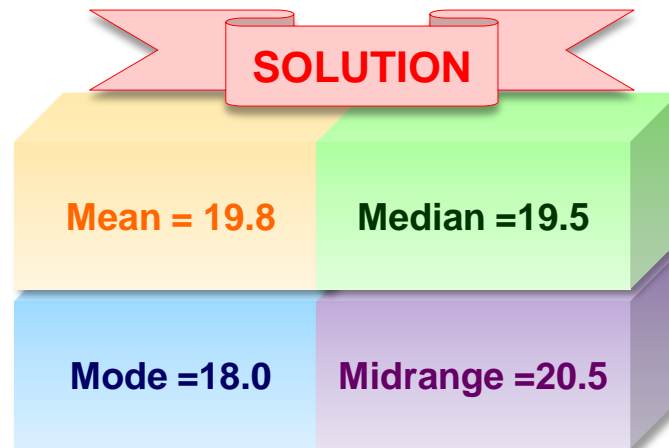 SOLUTION
Mean = 19.8
Median =19.5
Mode =18.0
Midrange =20.5